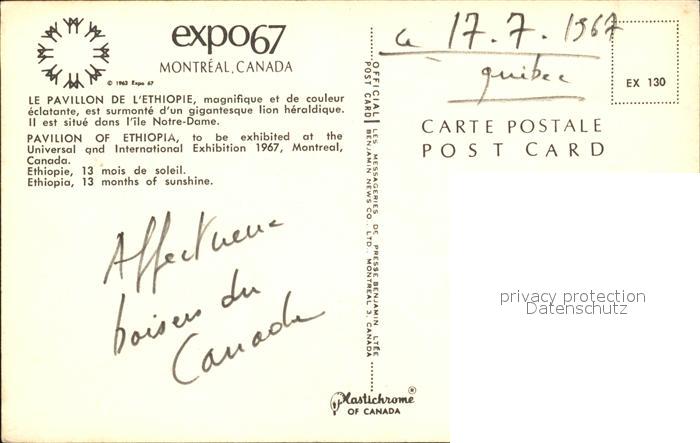 expo67
MONTRÉAL, CANADA
© 1963 Expo 67
LE PAVILLON DE L'ETHIOPIE, magnifique et de couleur
éclatante, est surmonté d'un gigantesque lion héraldique.
Il est situé dans l'île Notre-Dame.
PAVILION OF ETHIOPIA, to be exhibited at the
Universal and International Exhibition 1967, Montreal,
Canada.
Ethiopie, 13 mois de soleil.
Ethiopia, 13 months of sunshine.
Affectueux
baisers du
Canada
OFFICIAL LES MESSAGERIES DE PRESSE BENJAMIN LTÉE
POST CARD BENJAMIN NEWS CO. LTD. MONTREAL 3, CANADA
Plastichrome®
OF CANADA
Ce 17.7.1967
Quibec
EX 130
CARTE POSTALE
POST CARD
privacy protection
Datenschutz